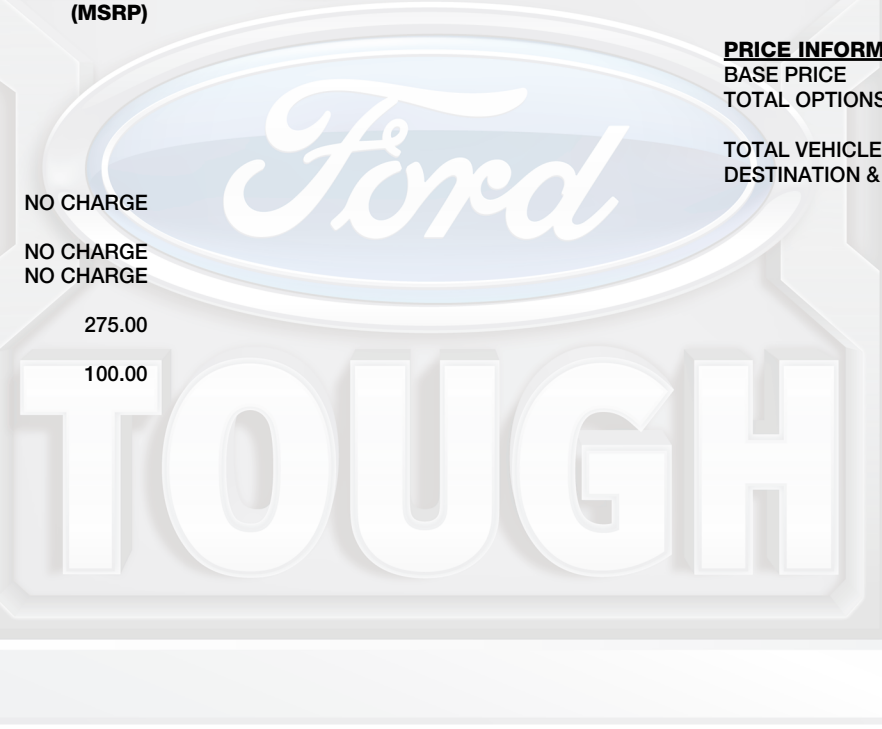 (MSRP)
NO CHARGE
NO CHARGE
NO CHARGE
275.00
100.00
PRICE INFORM
BASE PRICE
TOTAL OPTIONS
TOTAL VEHICLE
DESTINATION &
Ford
TOUGH